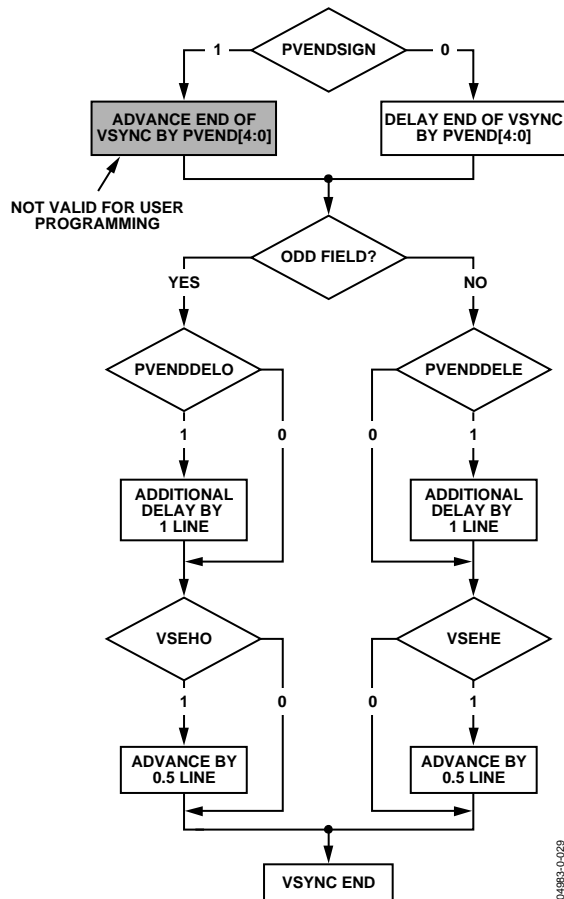 PVENDSIGN
1
0
ADVANCE END OF
VSYNC BY PVEND[4:0]
DELAY END OF VSYNC
BY PVEND[4:0]
NOT VALID FOR USER
PROGRAMMING
ODD FIELD?
YES
NO
PVENDDELO
PVENDDELE
1
0
0
1
ADDITIONAL
DELAY BY
1 LINE
ADDITIONAL
DELAY BY
1 LINE
VSEHO
VSEHE
1
0
0
1
ADVANCE BY
0.5 LINE
ADVANCE BY
0.5 LINE
VSYNC END
04983-0-029